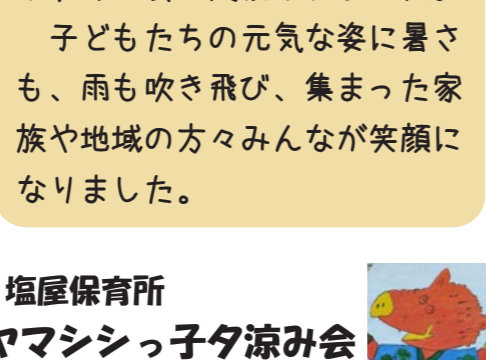 子どもたちの元気な姿に暑さ
も、雨も吹き飛び、集まった家
族や地域の方々みんなが笑顔に
なりました。
塩屋保育所
ヤマシシっ子夕涼み会